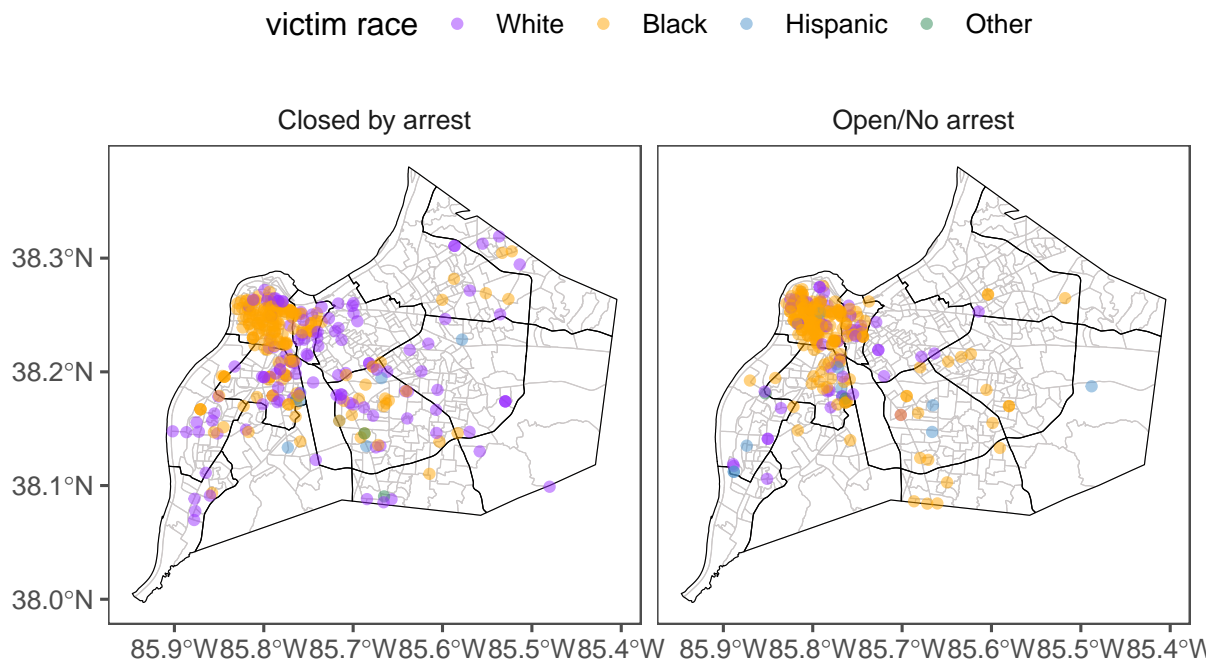 victim race White Black Hispanic Other
Closed by arrest Open/No arrest
38.3°N
38.2°N
38.1°N
38.0°N
85.9°W85.8°W85.7°W85.6°W85.5°W85.4°W 85.9°W85.8°W85.7°W85.6°W85.5°W85.4°W